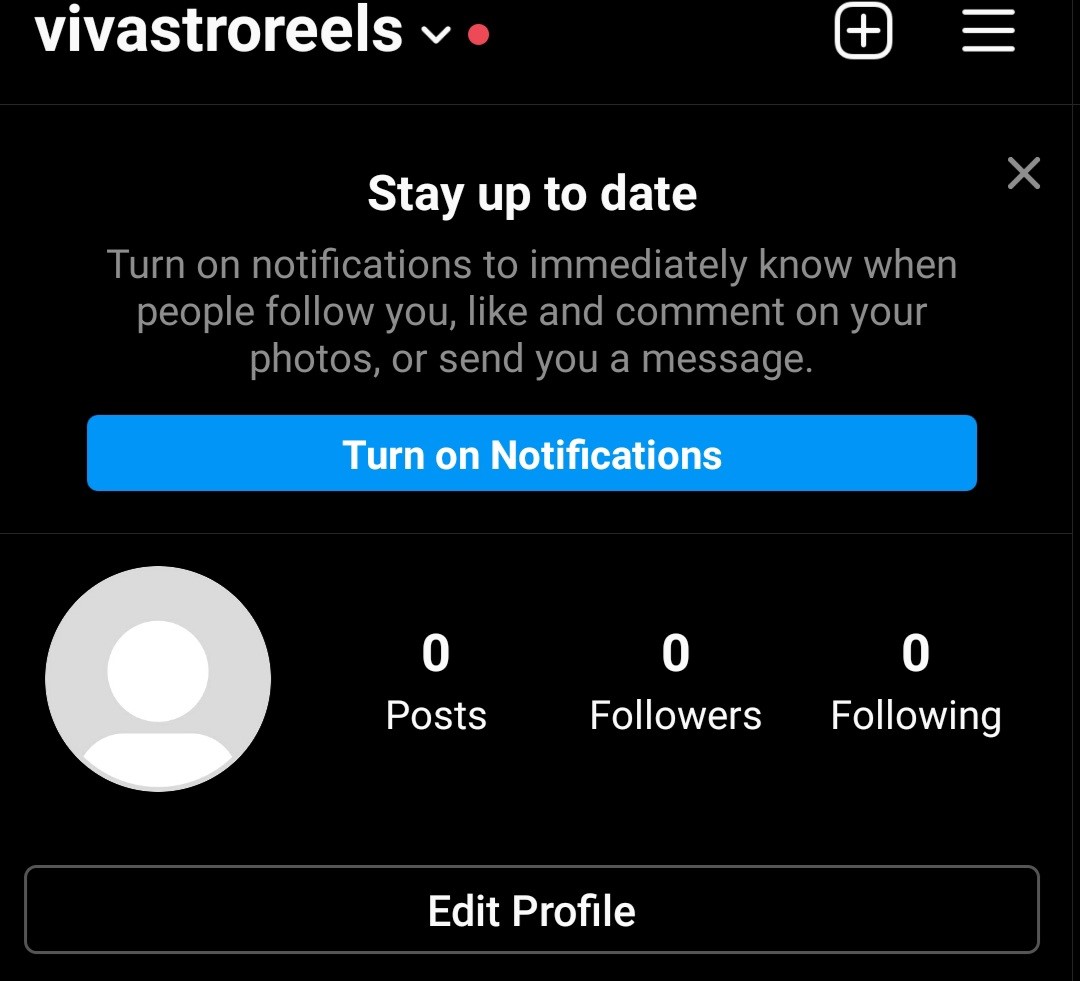 vivastroreels
Stay up to date
Turn on notifications to immediately know when
people follow you, like and comment on your
photos, or send you a message.
Turn on Notifications
0 0 0
Posts Followers Following
Edit Profile